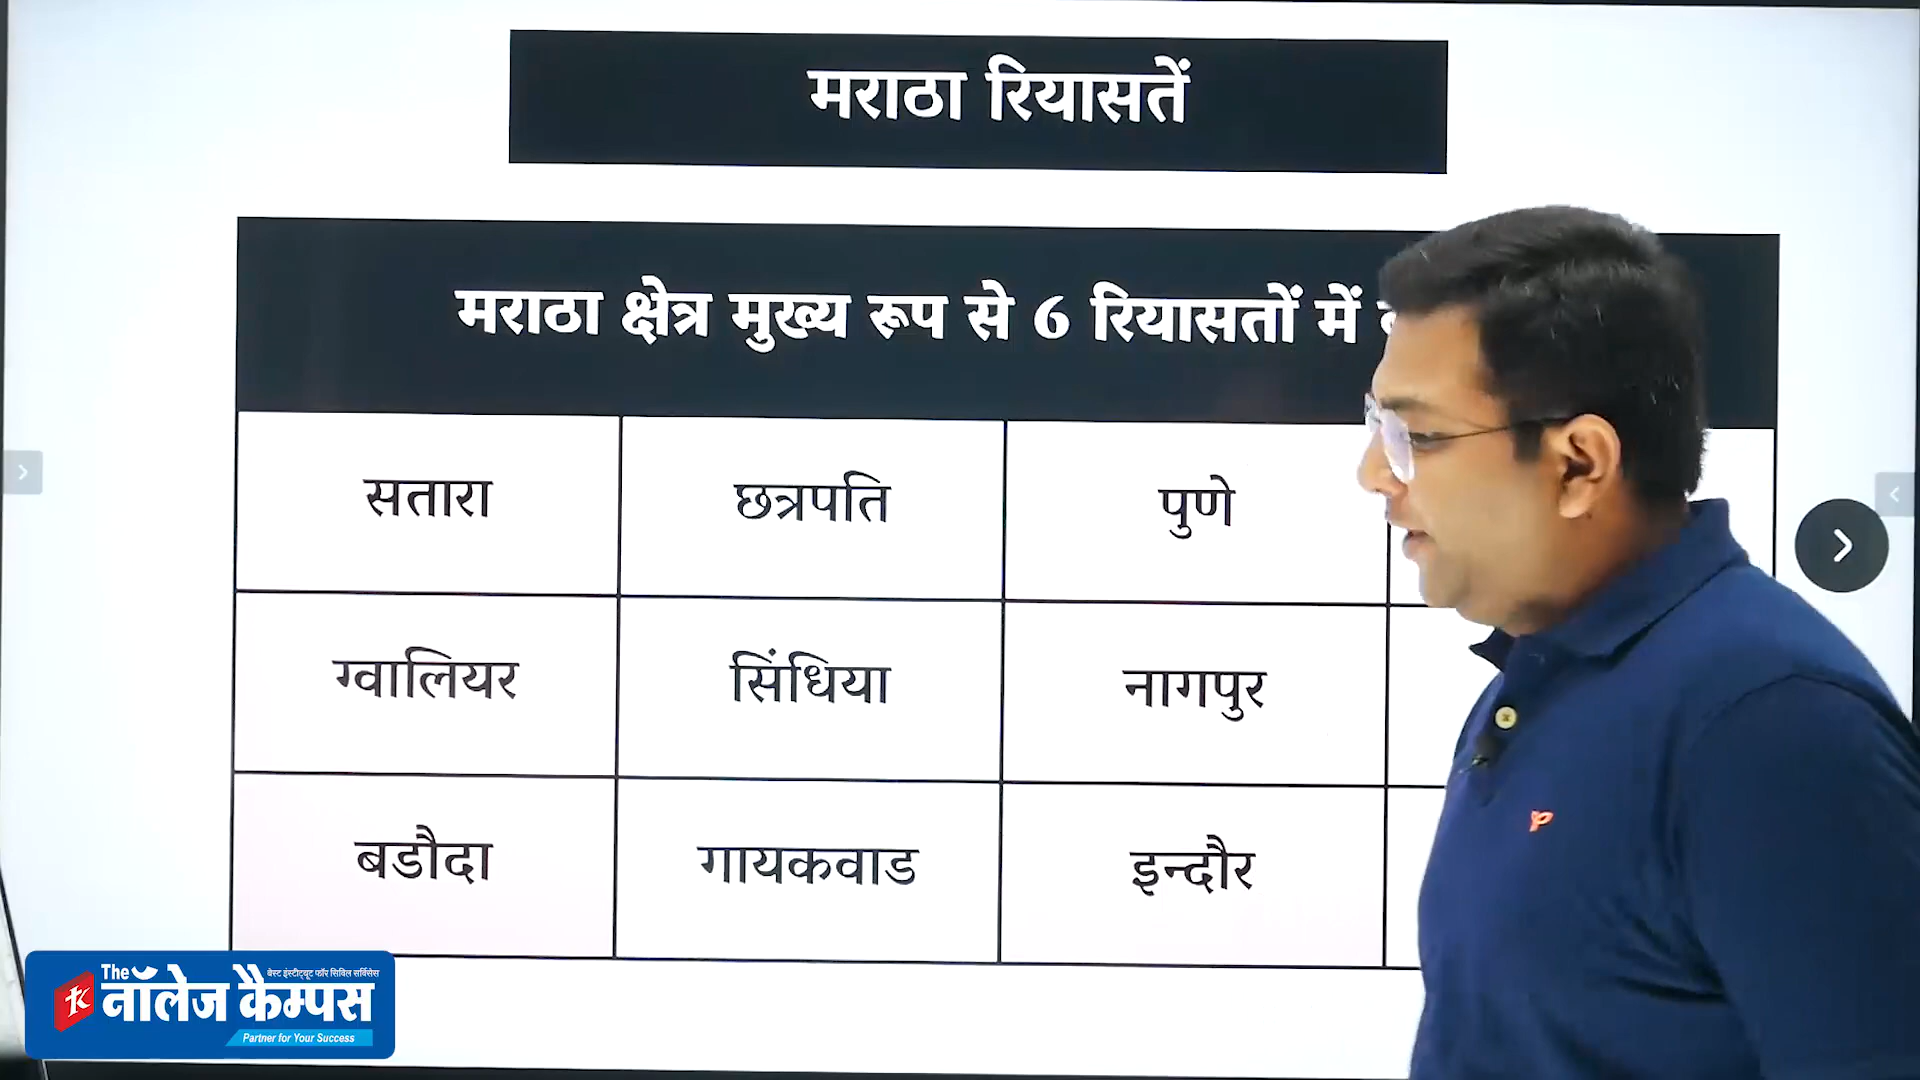 मराठा रियासतें
मराठा क्षेत्र मुख्य रूप से 6 रियासतों में
सतारा छत्रपति पुणे
ग्वालियर सिंधिया नागपुर
बडौदा गायकवाड इन्दौर
The बेस्ट इंस्टीट्यूट फॉर सिविल सर्विसेस
नॉलेज कैम्पस
Partner for Your Success